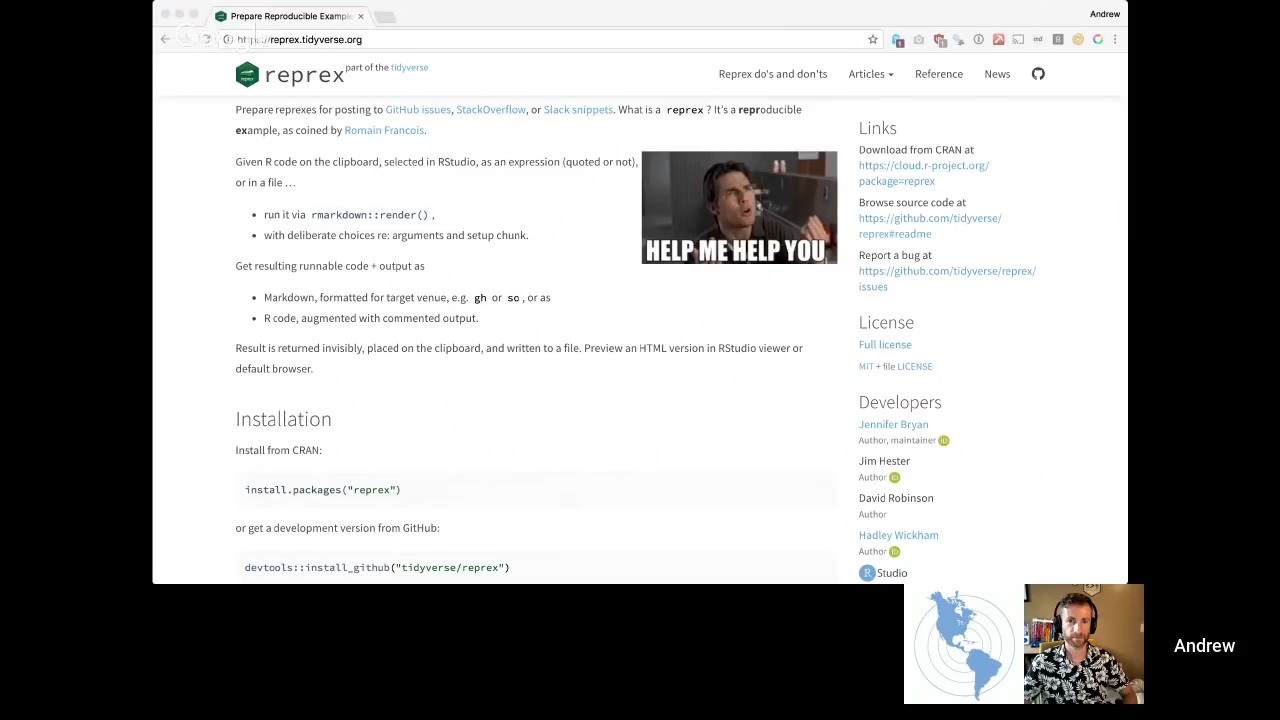 Prepare Reproducible Example
Andrew
https://reprex.tidyverse.org
reprex part of the tidyverse
Reprex do's and don'ts Articles Reference News
Prepare reprexes for posting to GitHub issues, StackOverflow, or Slack snippets. What is a reprex ? It's a reproducible
example, as coined by Romain Francois.
Given R code on the clipboard, selected in RStudio, as an expression (quoted or not),
or in a file …
• run it via rmarkdown::render() ,
• with deliberate choices re: arguments and setup chunk.
Get resulting runnable code + output as
• Markdown, formatted for target venue, e.g. gh or so , or as
• R code, augmented with commented output.
Result is returned invisibly, placed on the clipboard, and written to a file. Preview an HTML version in RStudio viewer or
default browser.
HELP ME HELP YOU
Installation
Install from CRAN:
install.packages("reprex")
or get a development version from GitHub:
devtools::install_github("tidyverse/reprex")
Links
Download from CRAN at
https://cloud.r-project.org/
package=reprex
Browse source code at
https://github.com/tidyverse/
reprex#readme
Report a bug at
https://github.com/tidyverse/reprex/
issues
License
Full license
MIT + file LICENSE
Developers
Jennifer Bryan
Author, maintainer iD
Jim Hester
Author iD
David Robinson
Author
Hadley Wickham
Author iD
R Studio
Andrew